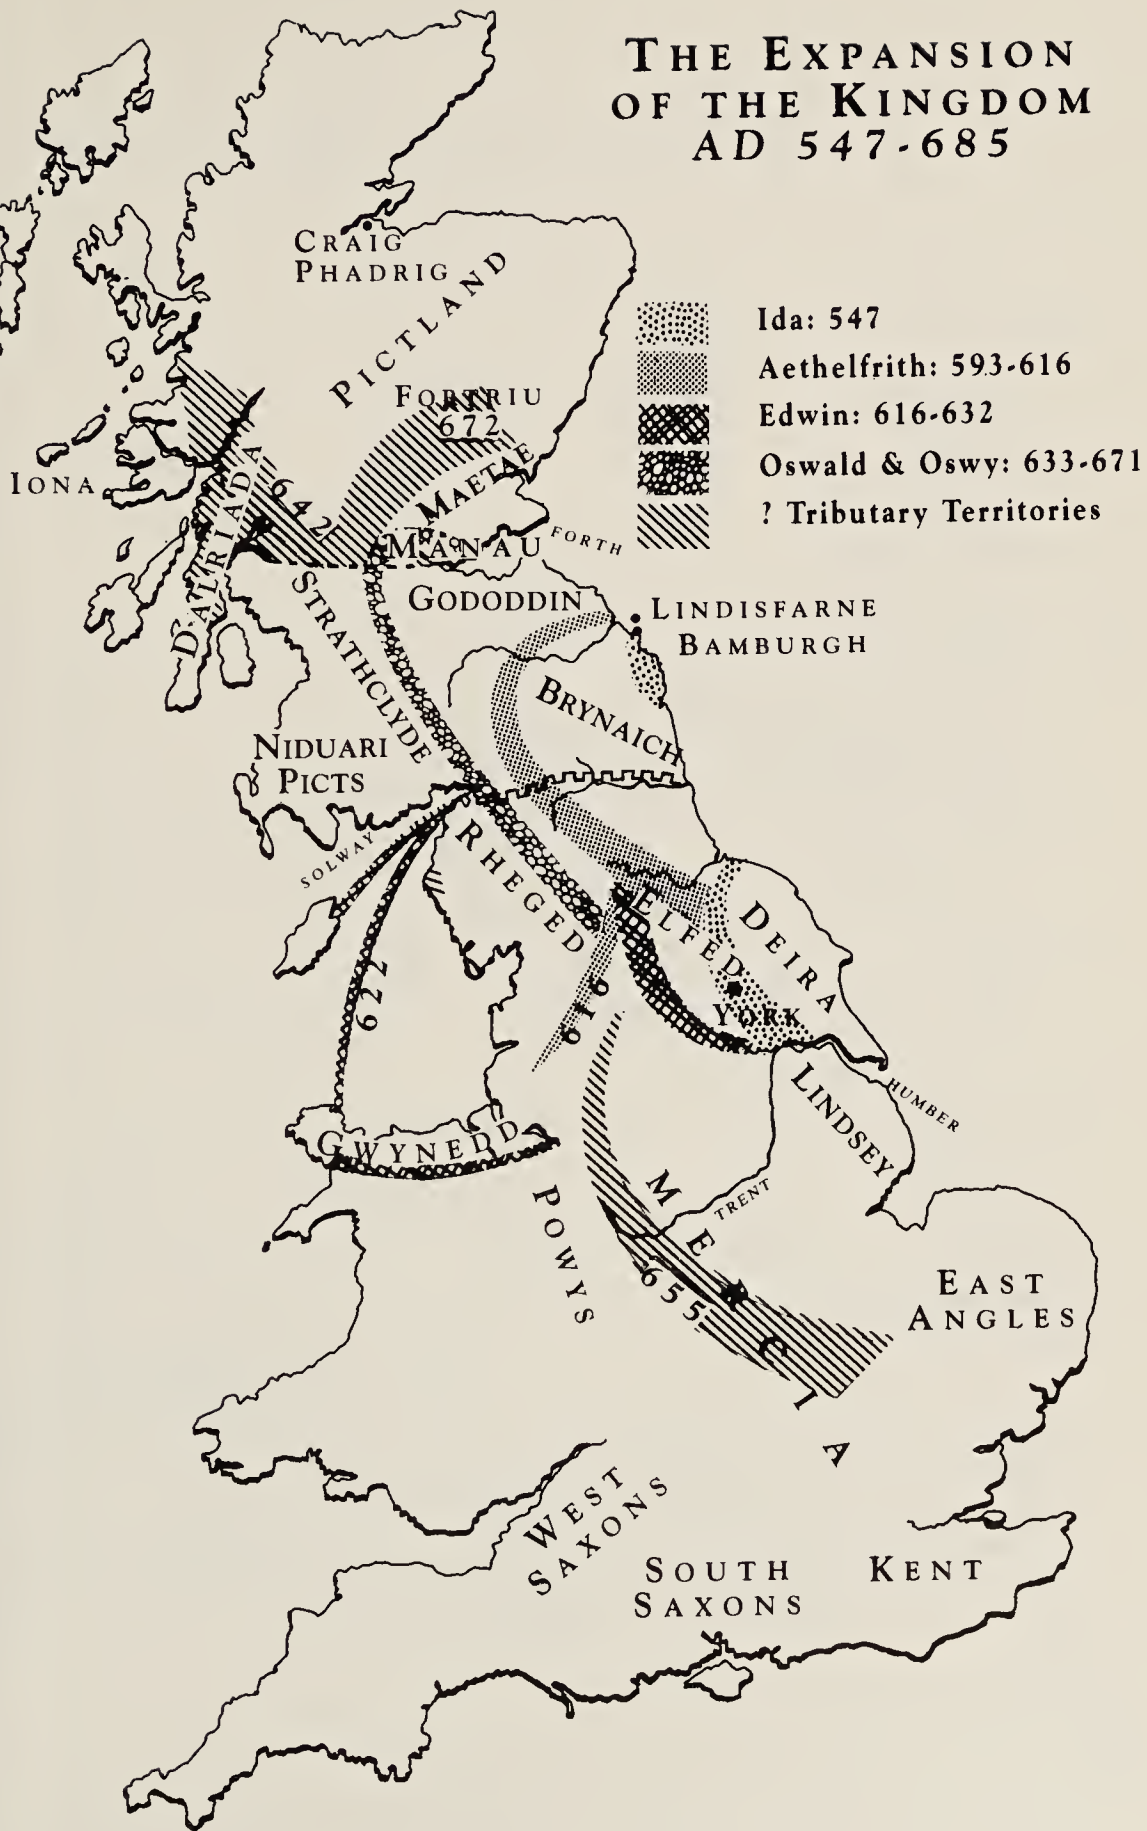 THE EXPANSION
OF THE KINGDOM
AD 547-685
CRAIG
PHADRIG
PICTLAND
Ida: 547
Aethelfrith: 593-616
Edwin: 616-632
Oswald & Oswy: 633-671
? Tributary Territories
FORTRIU
672
IONA
DALRIADA
642
MAETAE
MANAU
FORTH
GODODDIN
STRATHCLYDE
LINDISFARNE
BAMBURGH
BRYNAICH
NIDUARI
PICTS
SOLWAY
RHEGED
ELFED
DEIRA
YORK
622
616
HUMBER
LINDSEY
GWYNEDD
POWYS
TRENT
MERCIA
655
EAST
ANGLES
WEST
SAXONS
SOUTH
SAXONS
KENT